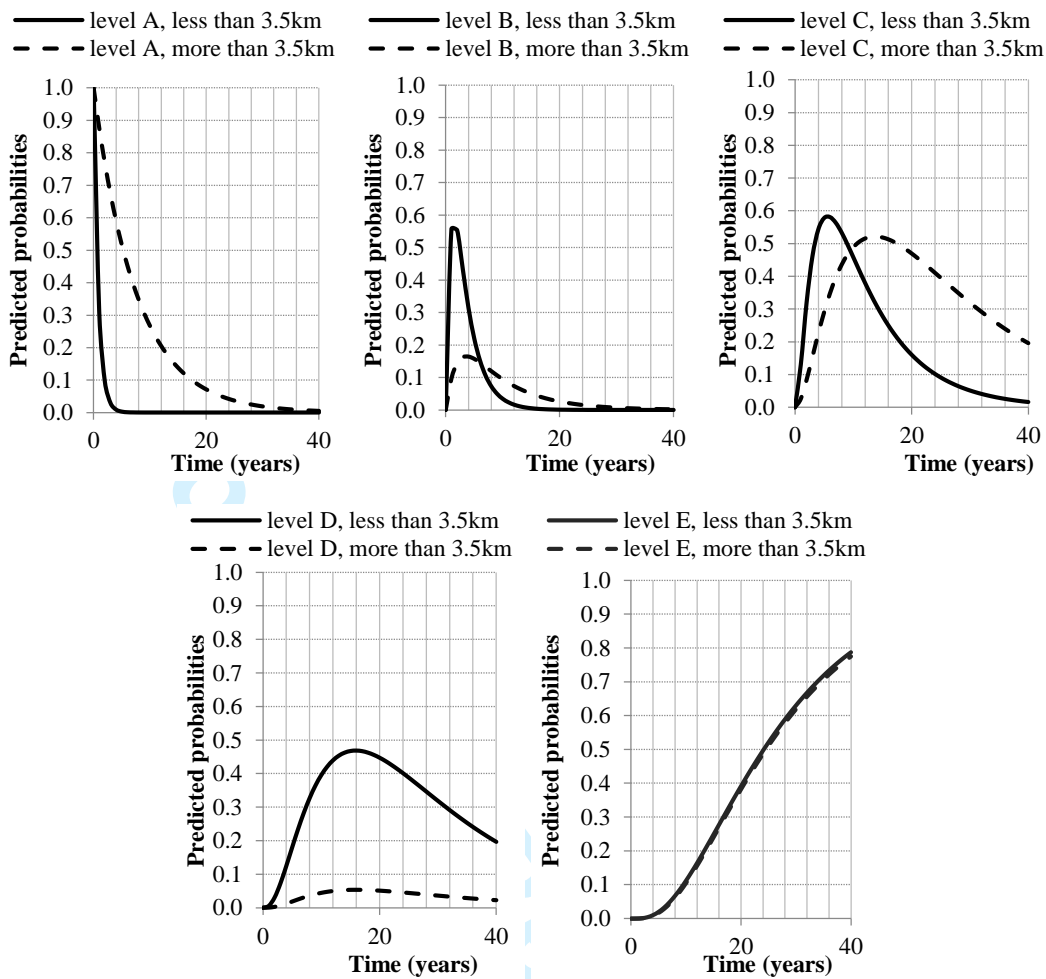 level A, less than 3.5km
level A, more than 3.5km
Predicted probabilities
1.0
0.9
0.8
0.7
0.6
0.5
0.4
0.3
0.2
0.1
0.0
0 20 40
Time (years)
level B, less than 3.5km
level B, more than 3.5km
Predicted probabilities
1.0
0.9
0.8
0.7
0.6
0.5
0.4
0.3
0.2
0.1
0.0
0 20 40
Time (years)
level C, less than 3.5km
level C, more than 3.5km
Predicted probabilities
1.0
0.9
0.8
0.7
0.6
0.5
0.4
0.3
0.2
0.1
0.0
0 20 40
Time (years)
level D, less than 3.5km
level D, more than 3.5km
Predicted probabilities
1.0
0.9
0.8
0.7
0.6
0.5
0.4
0.3
0.2
0.1
0.0
0 20 40
Time (years)
level E, less than 3.5km
level E, more than 3.5km
Predicted probabilities
1.0
0.9
0.8
0.7
0.6
0.5
0.4
0.3
0.2
0.1
0.0
0 20 40
Time (years)